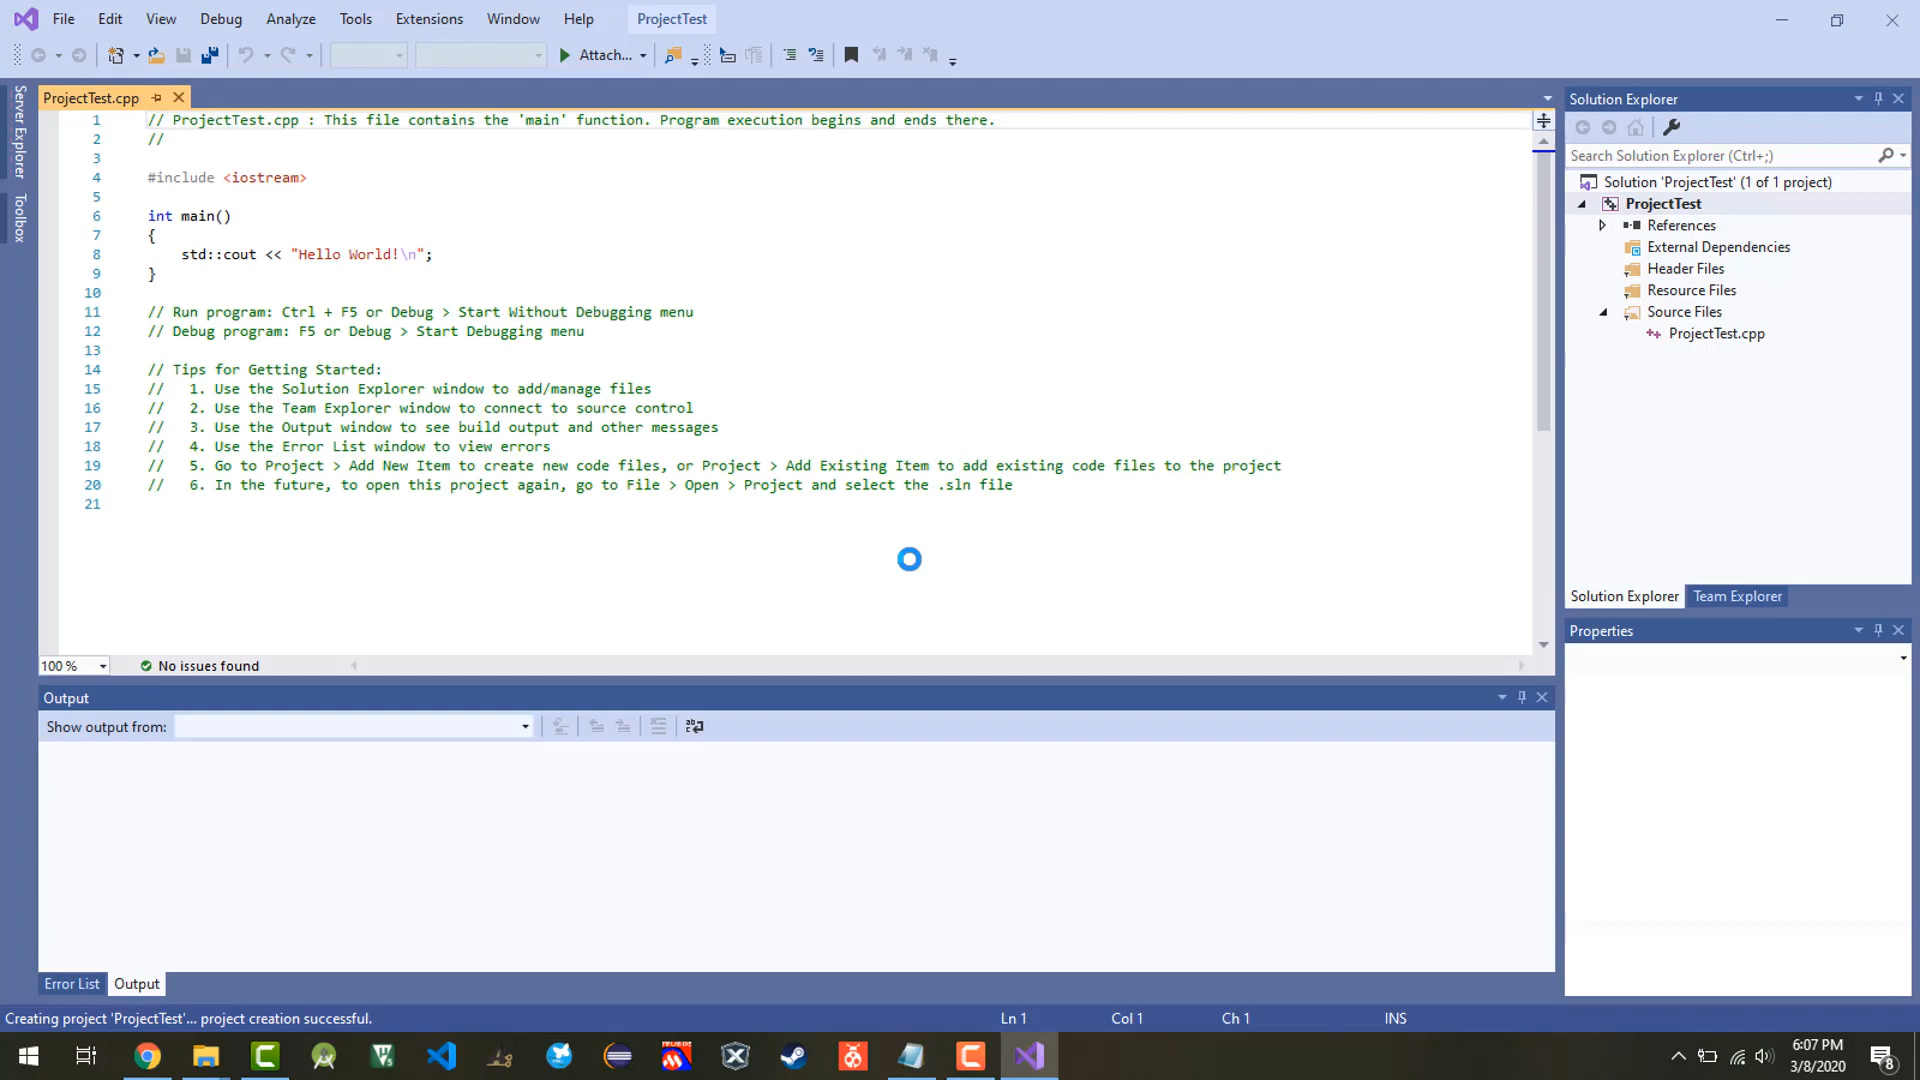 File Edit View Debug Analyze Tools Extensions Window Help ProjectTest
Attach...
Server Explorer
Toolbox
ProjectTest.cpp
1 // ProjectTest.cpp : This file contains the 'main' function. Program execution begins and ends there.
2 //
3
4 #include <iostream>
5
6 int main()
7 {
8 std::cout << "Hello World!\n";
9 }
10
11 // Run program: Ctrl + F5 or Debug > Start Without Debugging menu
12 // Debug program: F5 or Debug > Start Debugging menu
13
14 // Tips for Getting Started:
15 // 1. Use the Solution Explorer window to add/manage files
16 // 2. Use the Team Explorer window to connect to source control
17 // 3. Use the Output window to see build output and other messages
18 // 4. Use the Error List window to view errors
19 // 5. Go to Project > Add New Item to create new code files, or Project > Add Existing Item to add existing code files to the project
20 // 6. In the future, to open this project again, go to File > Open > Project and select the .sln file
21
100 % No issues found
Output
Show output from:
Error List Output
Solution Explorer
Search Solution Explorer (Ctrl+;)
Solution 'ProjectTest' (1 of 1 project)
ProjectTest
References
External Dependencies
Header Files
Resource Files
Source Files
ProjectTest.cpp
Solution Explorer Team Explorer
Properties
Creating project 'ProjectTest'... project creation successful. Ln 1 Col 1 Ch 1 INS
6:07 PM
3/8/2020
8